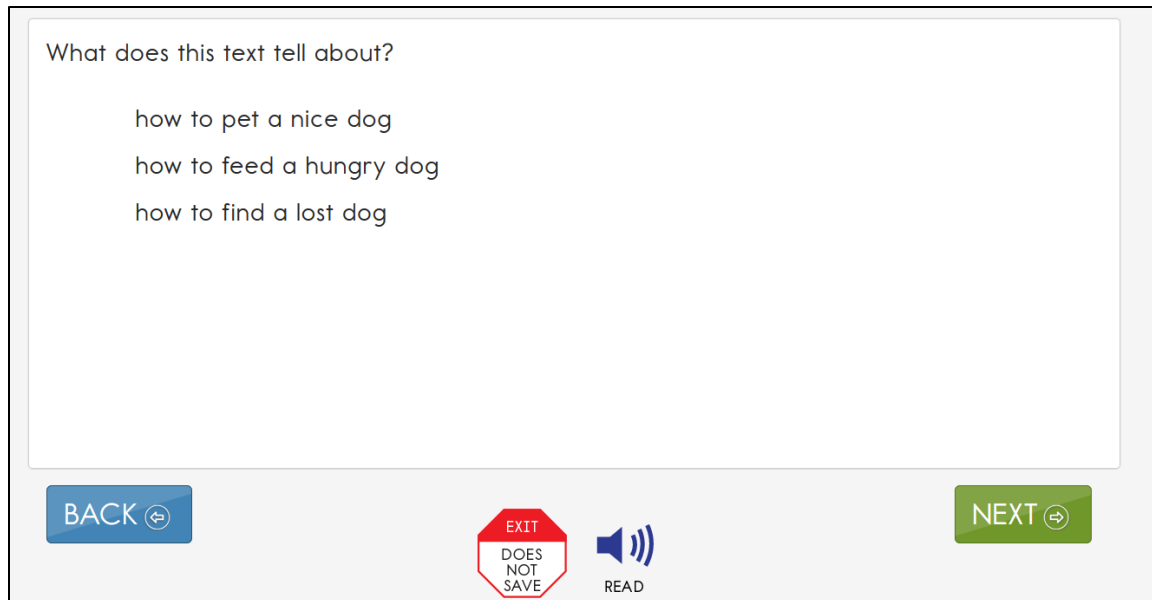 What does this text tell about?
how to pet a nice dog
how to feed a hungry dog
how to find a lost dog
BACK
EXIT
DOES
NOT
SAVE
READ
NEXT